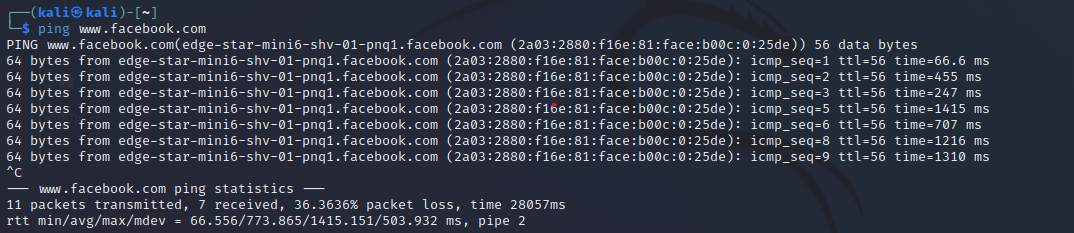 ┌──(kali㉿kali)-[~]
└─$ ping www.facebook.com
PING www.facebook.com(edge-star-mini6-shv-01-pnq1.facebook.com (2a03:2880:f16e:81:face:b00c:0:25de)) 56 data bytes
64 bytes from edge-star-mini6-shv-01-pnq1.facebook.com (2a03:2880:f16e:81:face:b00c:0:25de): icmp_seq=1 ttl=56 time=66.6 ms
64 bytes from edge-star-mini6-shv-01-pnq1.facebook.com (2a03:2880:f16e:81:face:b00c:0:25de): icmp_seq=2 ttl=56 time=455 ms
64 bytes from edge-star-mini6-shv-01-pnq1.facebook.com (2a03:2880:f16e:81:face:b00c:0:25de): icmp_seq=3 ttl=56 time=247 ms
64 bytes from edge-star-mini6-shv-01-pnq1.facebook.com (2a03:2880:f16e:81:face:b00c:0:25de): icmp_seq=5 ttl=56 time=1415 ms
64 bytes from edge-star-mini6-shv-01-pnq1.facebook.com (2a03:2880:f16e:81:face:b00c:0:25de): icmp_seq=6 ttl=56 time=707 ms
64 bytes from edge-star-mini6-shv-01-pnq1.facebook.com (2a03:2880:f16e:81:face:b00c:0:25de): icmp_seq=8 ttl=56 time=1216 ms
64 bytes from edge-star-mini6-shv-01-pnq1.facebook.com (2a03:2880:f16e:81:face:b00c:0:25de): icmp_seq=9 ttl=56 time=1310 ms
^C
--- www.facebook.com ping statistics ---
11 packets transmitted, 7 received, 36.3636% packet loss, time 28057ms
rtt min/avg/max/mdev = 66.556/773.865/1415.151/503.932 ms, pipe 2